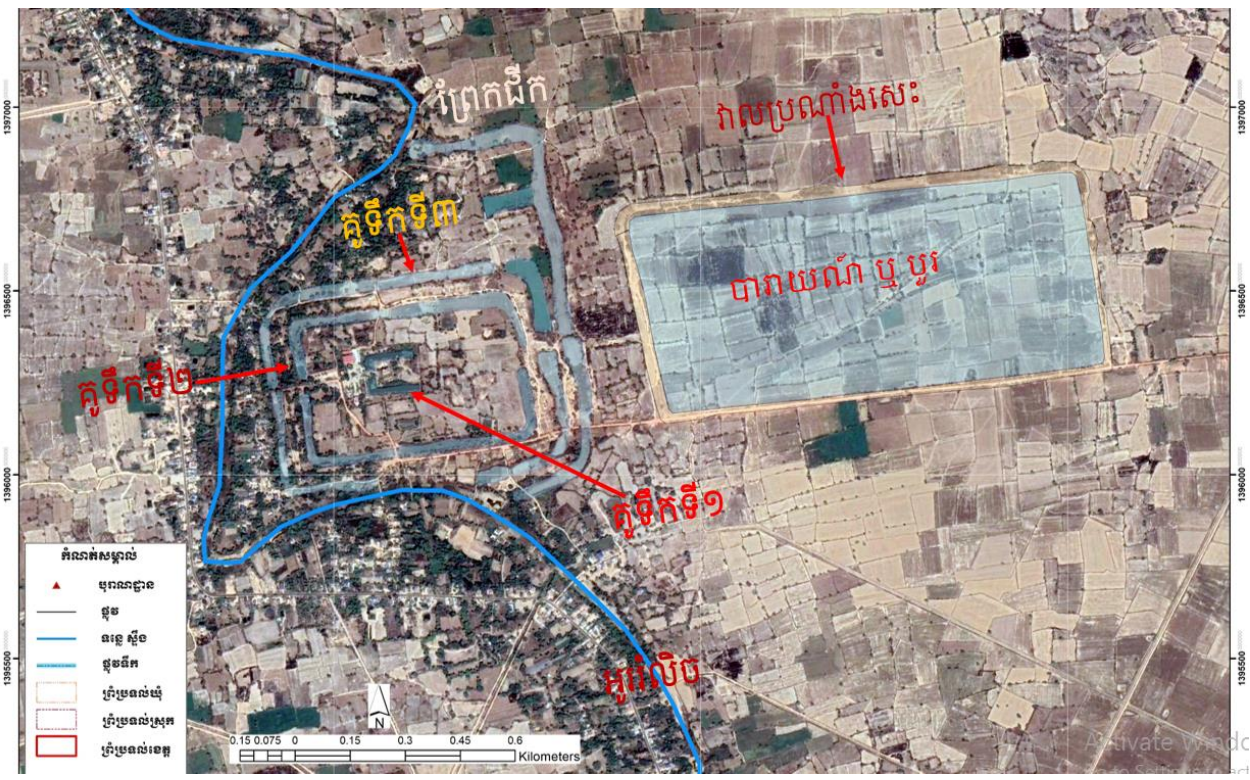 ព្រែកជីក
វាលប្រណាំងសេះ
គូទឹកទី៣
បារាយណ៍ ឬ បួរ
គូទឹកទី២
គូទឹកទី១
អូរលិច
1397000
1397000
1396500
1396500
1396000
1396000
1395500
1395500
កំណត់សម្គាល់
បុរាណដ្ឋាន
ផ្លូវ
ទន្លេ ស្ទឹង
ផ្លូវទឹក
ព្រំប្រទល់ឃុំ
ព្រំប្រទល់ស្រុក
ព្រំប្រទល់ខេត្ត
N
0.15 0.075 0 0.15 0.3 0.45 0.6
Kilometers